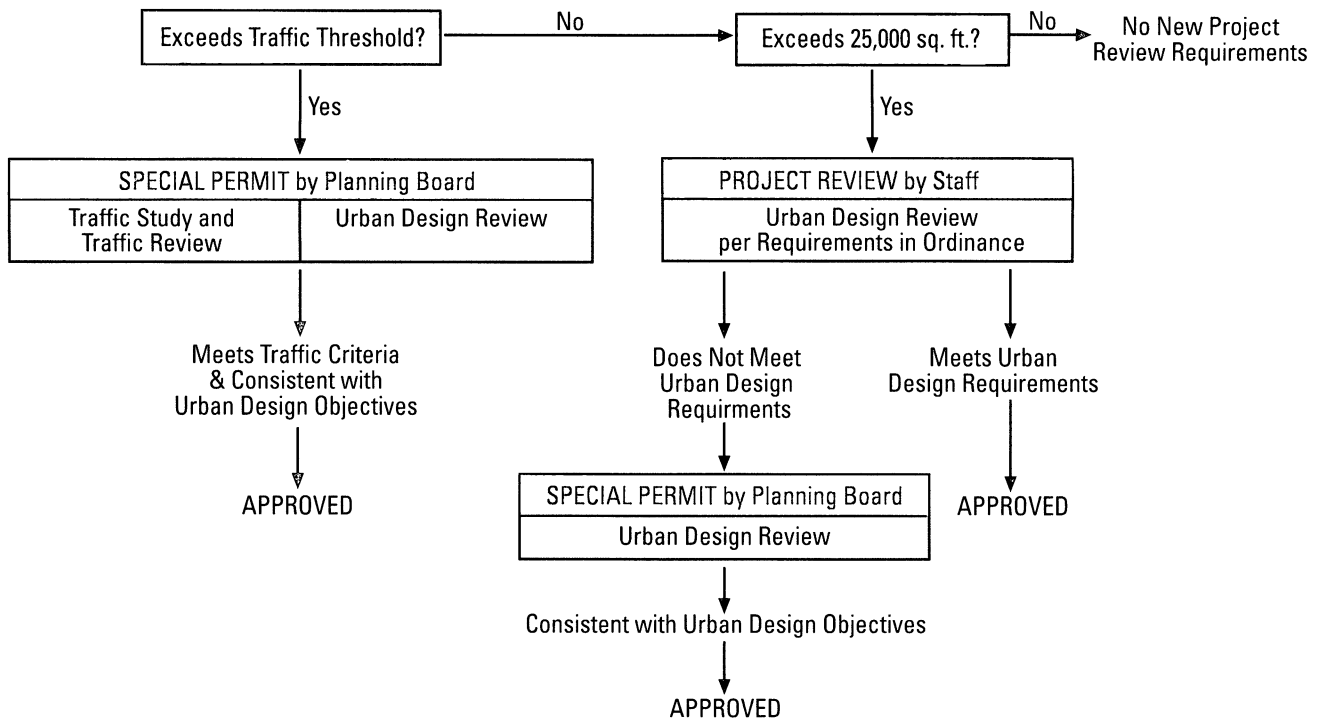 Exceeds Traffic Threshold?
No
Exceeds 25,000 sq. ft.?
No
No New Project
Review Requirements
Yes
Yes
SPECIAL PERMIT by Planning Board
Traffic Study and
Traffic Review
Urban Design Review
PROJECT REVIEW by Staff
Urban Design Review
per Requirements in Ordinance
Meets Traffic Criteria
& Consistent with
Urban Design Objectives
APPROVED
Does Not Meet
Urban Design
Requirments
Meets Urban
Design Requirements
APPROVED
SPECIAL PERMIT by Planning Board
Urban Design Review
Consistent with Urban Design Objectives
APPROVED